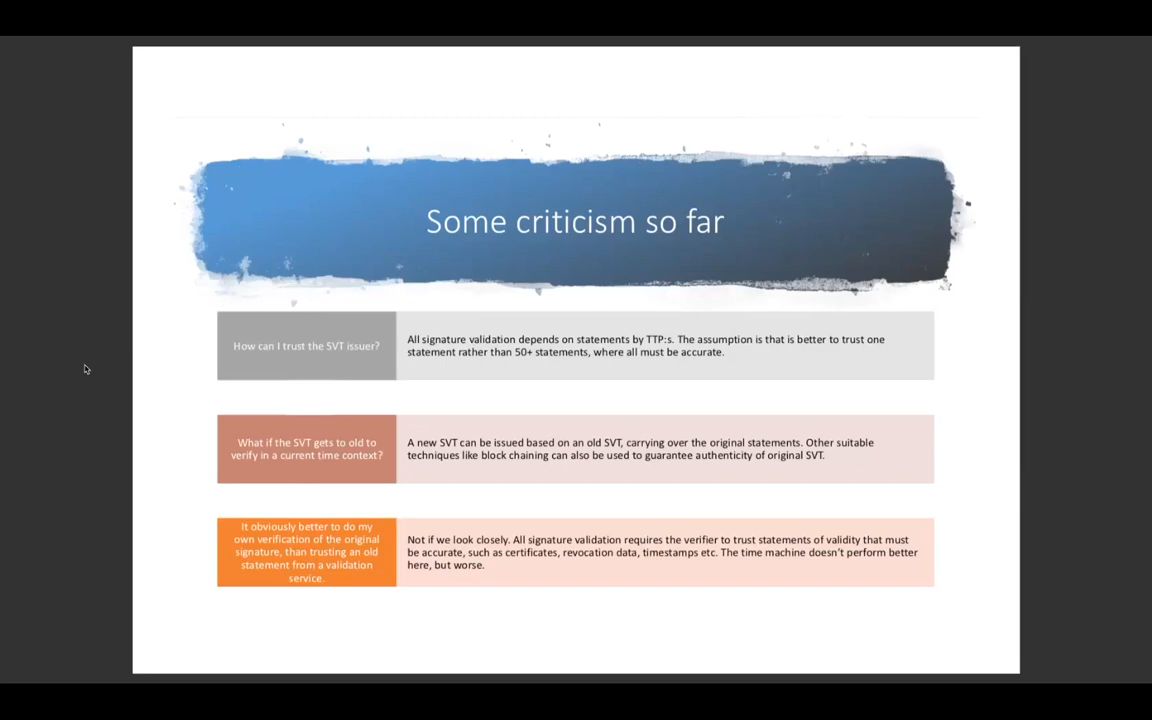 Some criticism so far
How can I trust the SVT issuer?
All signature validation depends on statements by TTP:s. The assumption is that is better to trust one
statement rather than 50+ statements, where all must be accurate.
What if the SVT gets to old to
verify in a current time context?
A new SVT can be issued based on an old SVT, carrying over the original statements. Other suitable
techniques like block chaining can also be used to guarantee authenticity of original SVT.
It obviously better to do my
own verification of the original
signature, than trusting an old
statement from a validation
service.
Not if we look closely. All signature validation requires the verifier to trust statements of validity that must
be accurate, such as certificates, revocation data, timestamps etc. The time machine doesn’t perform better
here, but worse.